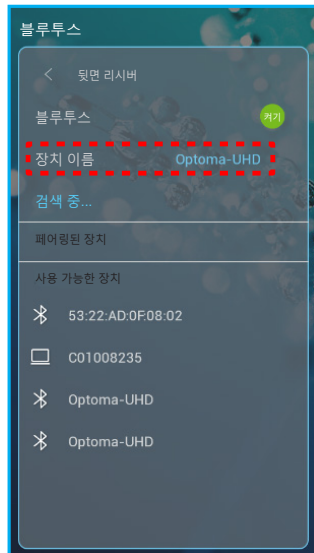 블루투스
뒷면 리시버
블루투스 켜기
장치 이름 Optoma-UHD
검색 중...
페어링된 장치
사용 가능한 장치
53:22:AD:0F:08:02
C01008235
Optoma-UHD
Optoma-UHD